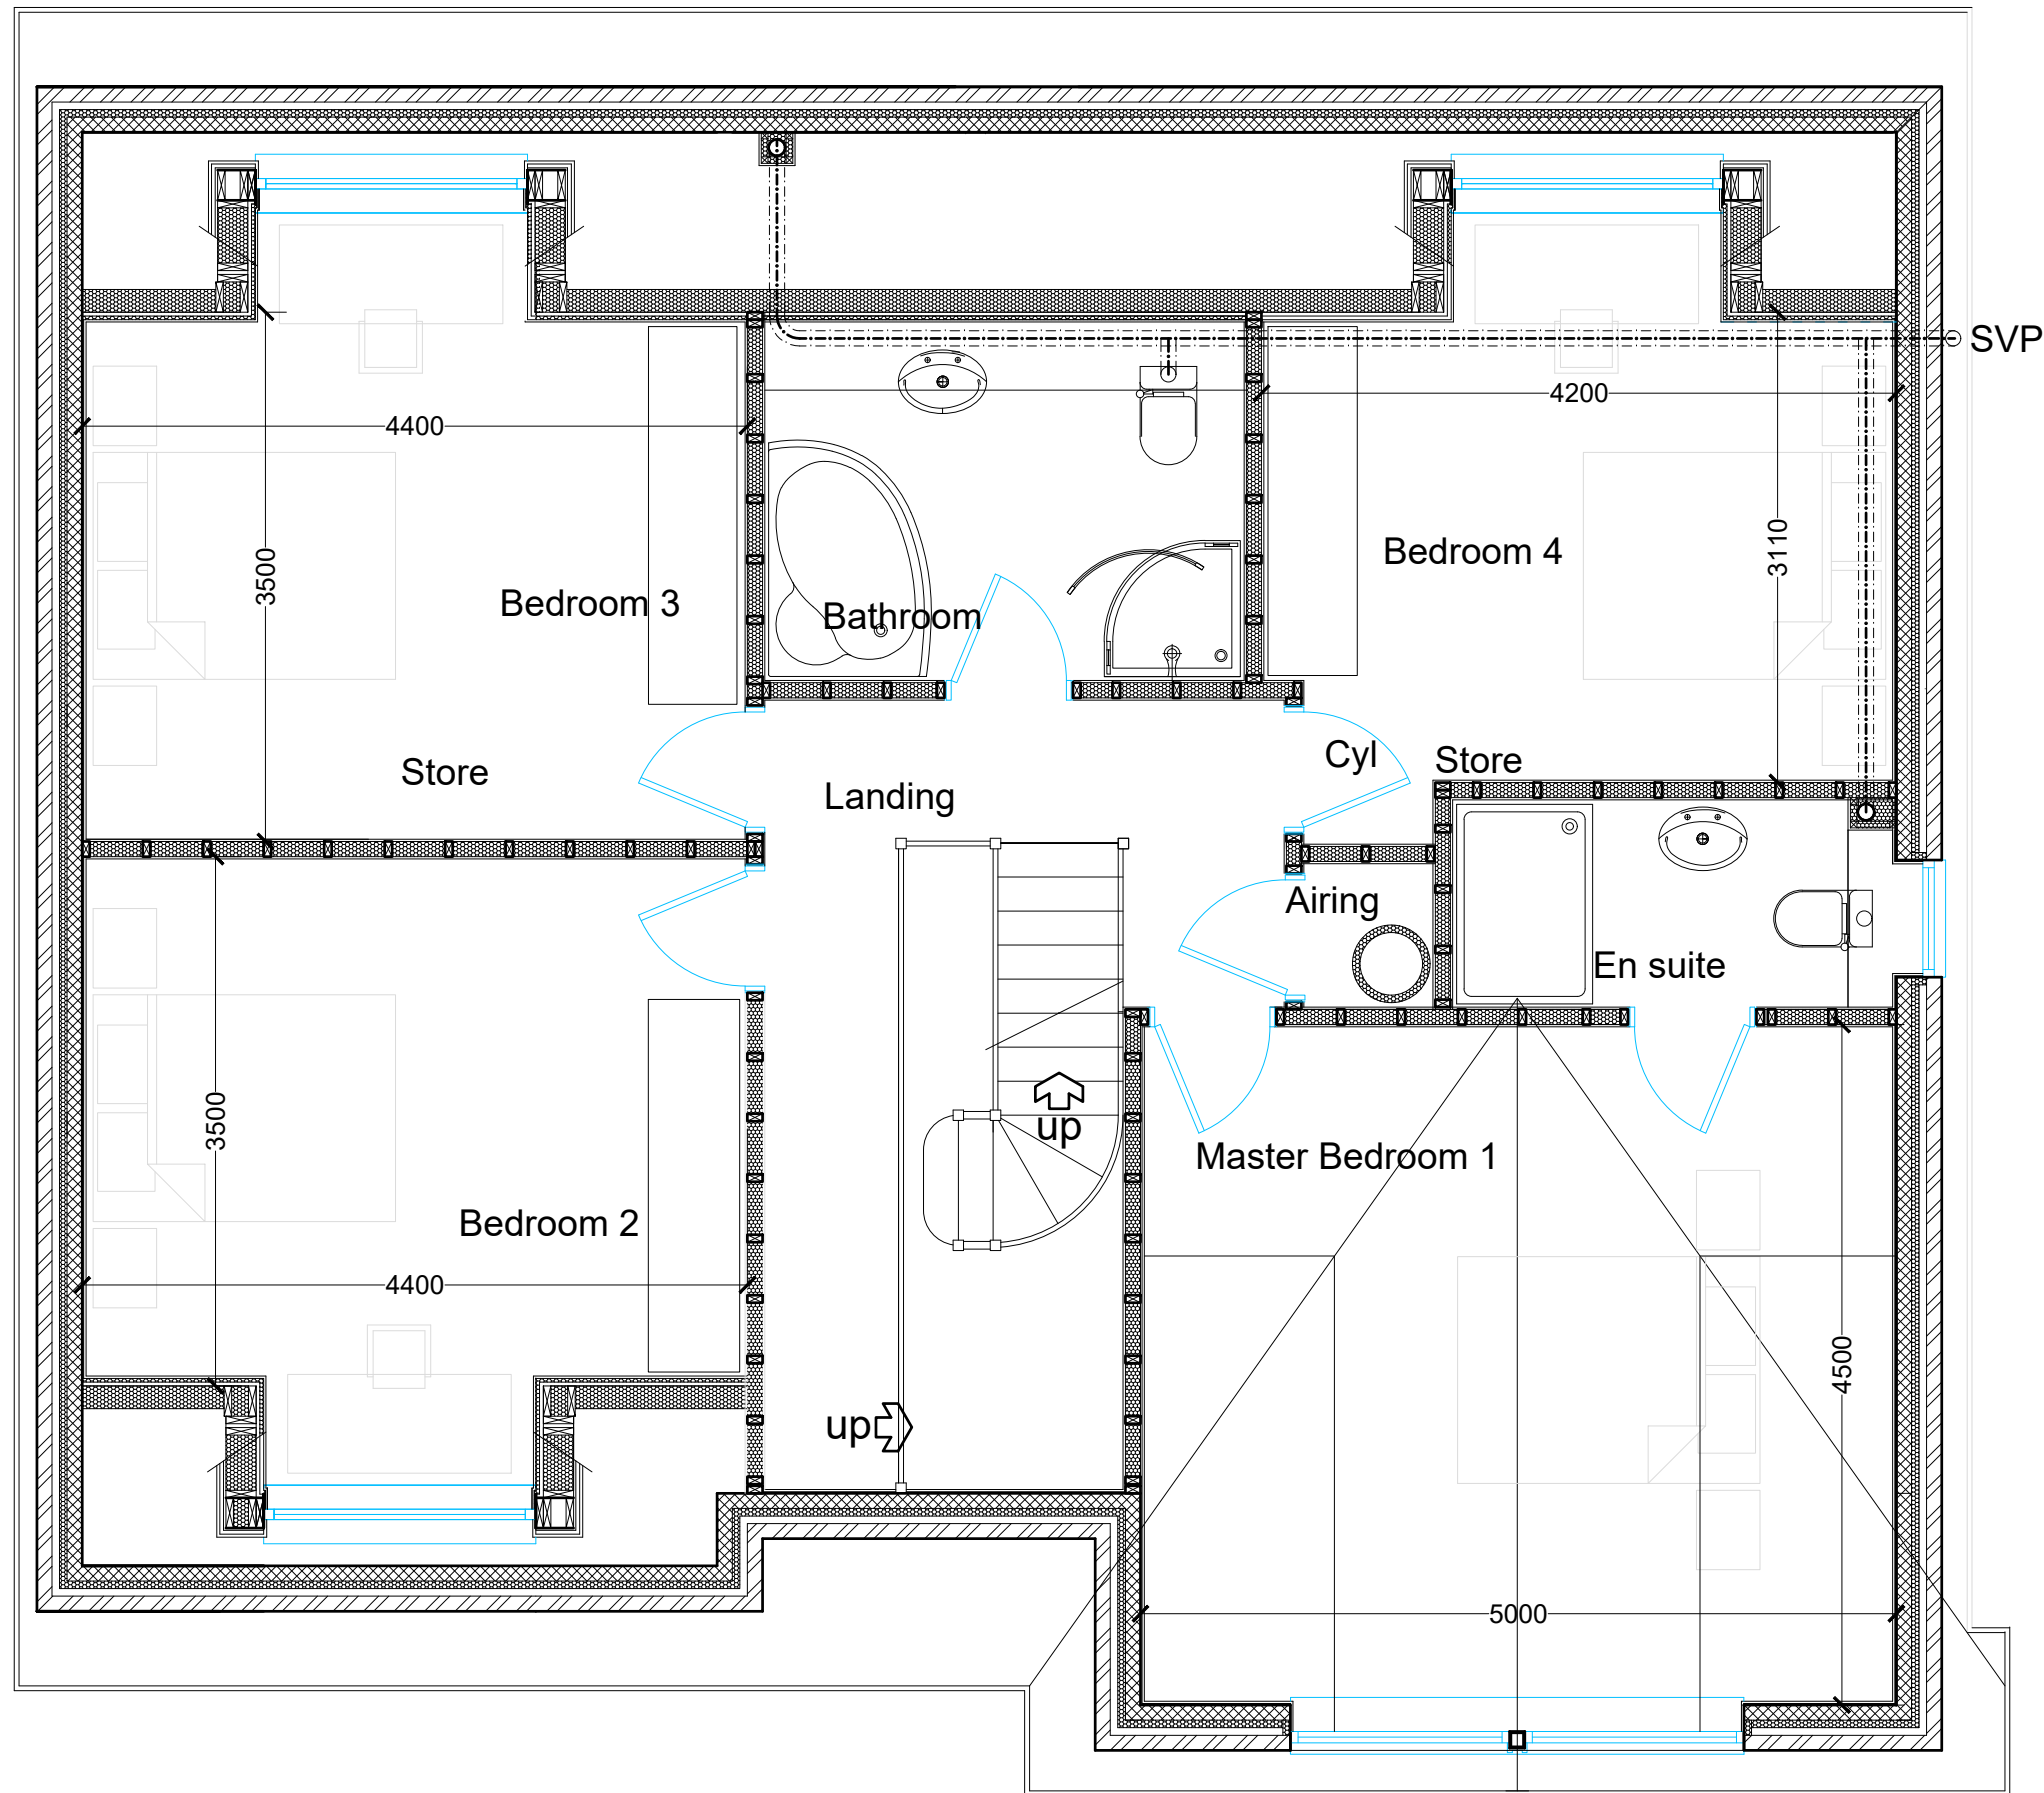 SVP
4200
4400
Bedroom 4
3110
3500
Bedroom 3
Bathroom
Cyl
Store
Store
Landing
Airing
En suite
3500
up
Master Bedroom 1
Bedroom 2
4400
4500
up
5000